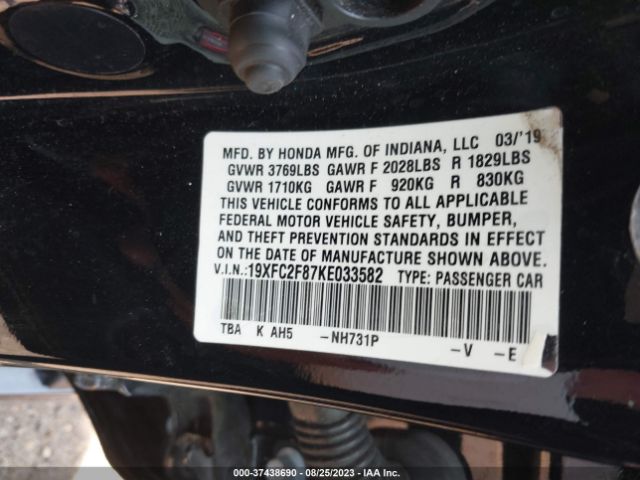 MFD. BY HONDA MFG. OF INDIANA, LLC 03/'19
GVWR 3769LBS GAWR F 2028LBS R 1829LBS
GVWR 1710KG GAWR F 920KG R 830KG
THIS VEHICLE CONFORMS TO ALL APPLICABLE
FEDERAL MOTOR VEHICLE SAFETY, BUMPER,
AND THEFT PREVENTION STANDARDS IN EFFECT
ON THE DATE OF MANUFACTURE SHOWN ABOVE.
V.I.N.:19XFC2F87KE033582 TYPE: PASSENGER CAR
TBA K AH5 -NH731P -V -E
000-37438690 - 08/25/2023 - IAA Inc.